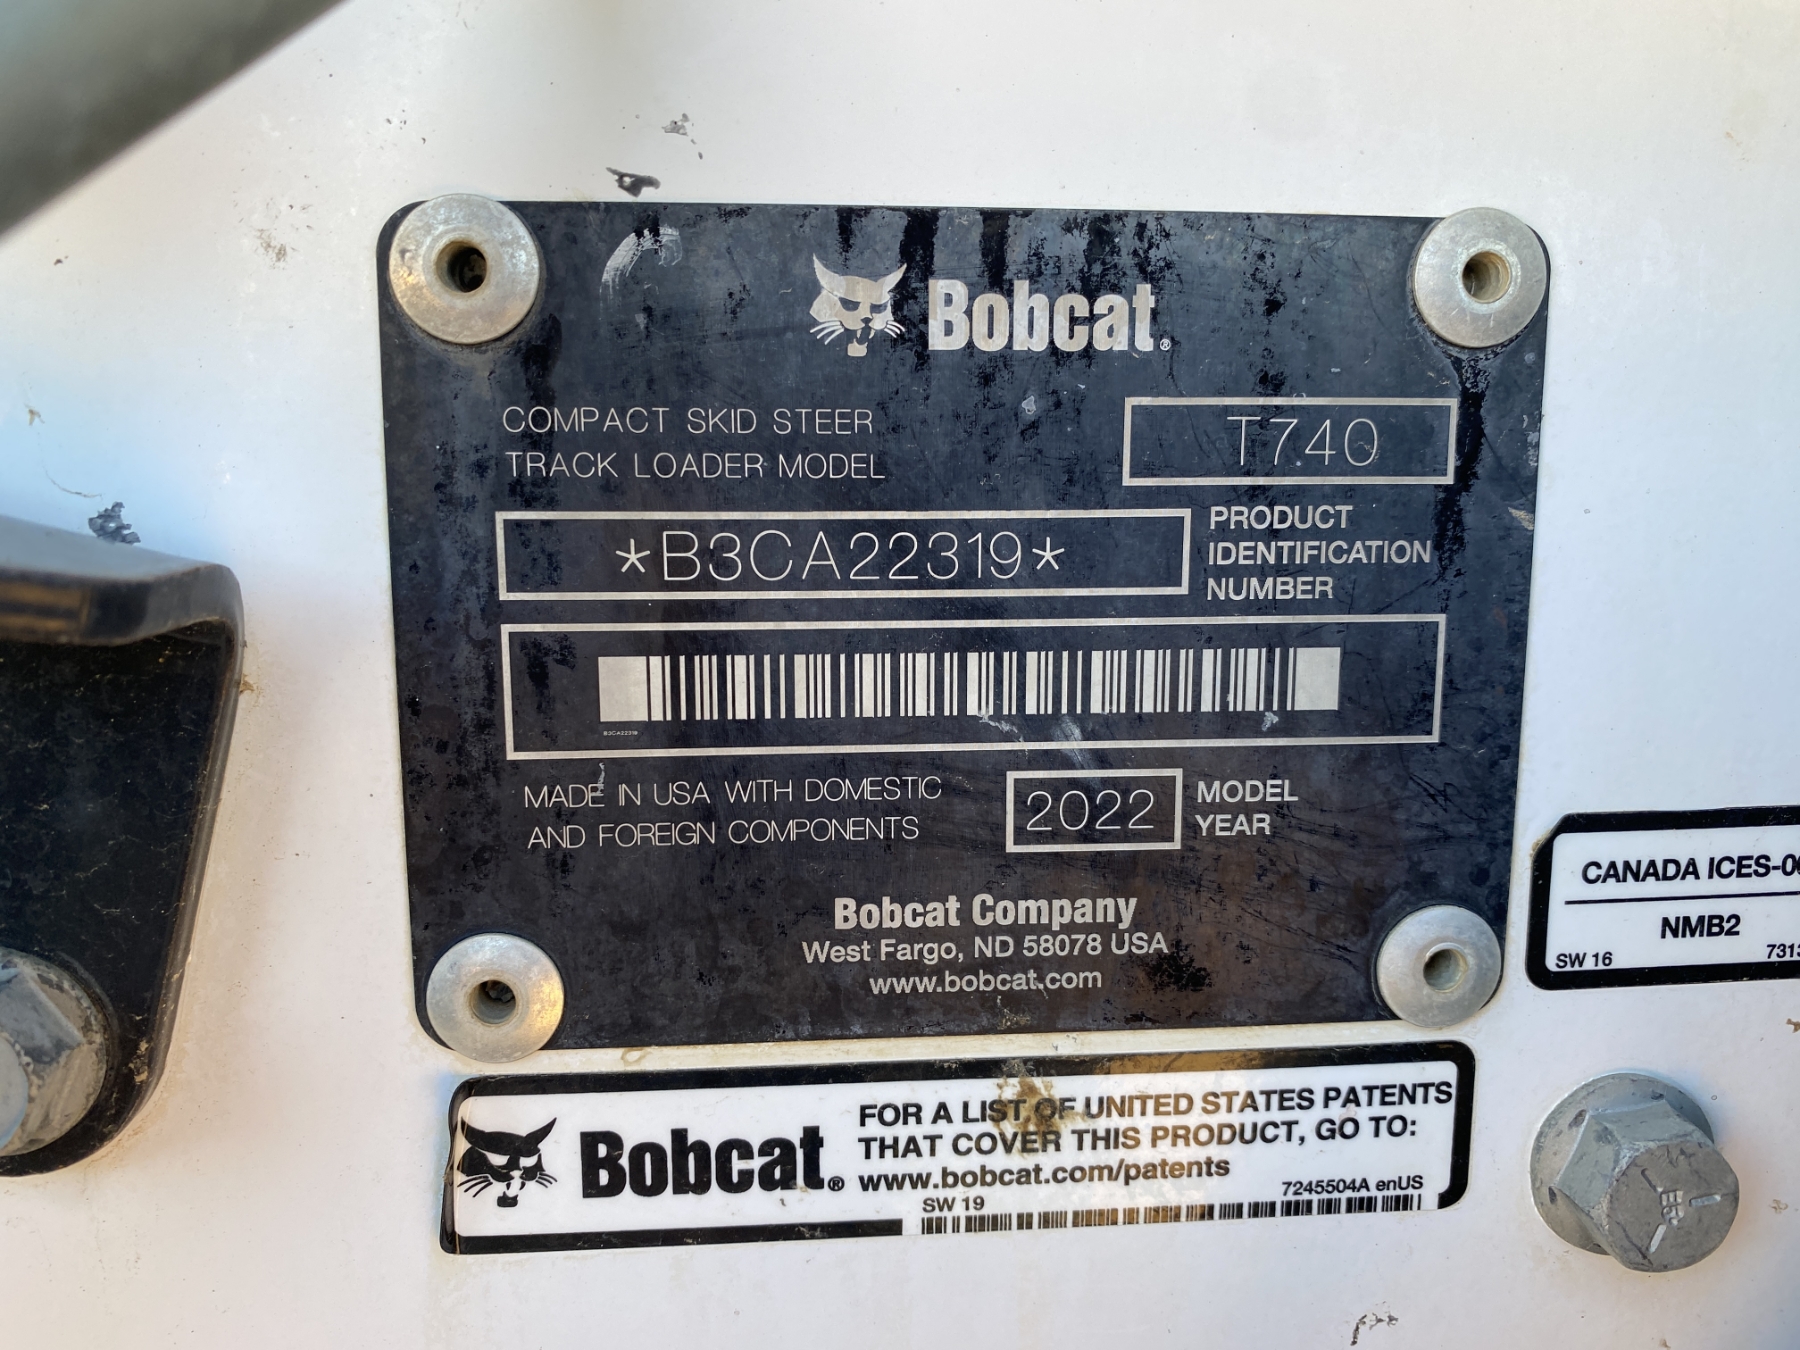 Bobcat®
COMPACT SKID STEER
TRACK LOADER MODEL
T740
*B3CA22319*
PRODUCT
IDENTIFICATION
NUMBER
B3CA22319
MADE IN USA WITH DOMESTIC
AND FOREIGN COMPONENTS
2022
MODEL
YEAR
Bobcat Company
West Fargo, ND 58078 USA
www.bobcat.com
CANADA ICES-00
NMB2
SW 16
7313
Bobcat®
FOR A LIST OF UNITED STATES PATENTS
THAT COVER THIS PRODUCT, GO TO:
www.bobcat.com/patents
SW 19
7245504A enUS